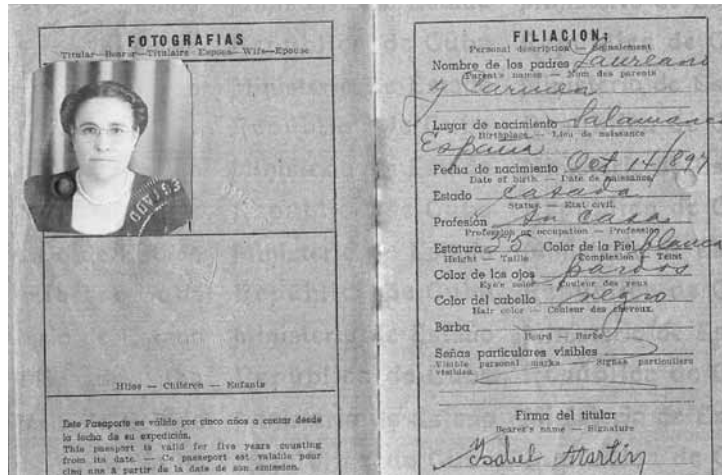 FOTOGRAFIAS
Titular—Bearer—Titulaire Esposa—Wife—Epouse
ESTADO
Hijos — Children — Enfants
Este Pasaporte es válido por cinco años a contar desde
la fecha de su expedición.
This passport is valid for five years counting
from its date. — Ce passeport est valable pour
cinq ans à partir de la date de son émission.
FILIACION:
Personal description — Signalement
Nombre de los padres Laureano
Parent's names — Nom des parents
y Carmen
Lugar de nacimiento Salamanca
Birthplace — Lieu de naissance
España
Fecha de nacimiento Oct 14/897
Date of birth — Date de naissance
Estado casada
Status — Etat civil.
Profesión su casa
Profession or occupation — Profession
Estatura Color de la Piel blanca
Height — Taille Complexion — Teint
Color de los ojos pardos
Eye's color — Couleur des yeux
Color del cabello negro
Hair color — Couleur des cheveux.
Barba
Beard — Barbe
Señas particulares visibles
Visible personal marks — Signes particuliers
visibles.
Firma del titular
Bearer's name — Signature
Isabel Martín